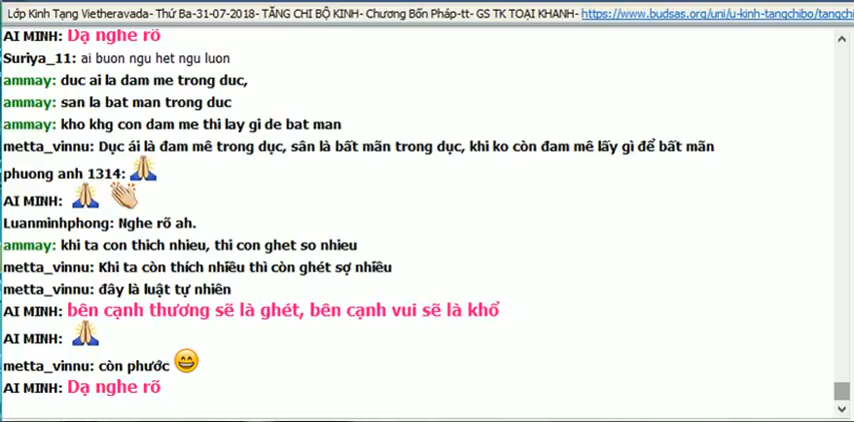 Lớp Kinh Tạng Vietheravada- Thứ Ba-31-07-2018- TĂNG CHI BỘ KINH- Chương Bốn Pháp-tt- GS TK TOẠI KHANH- https://www.budsas.org/uni/u-kinh-tangchibo/tangchi
AI MINH: Dạ nghe rõ
Suriya_11: ai buon ngu het ngu luon
ammay: duc ai la dam me trong duc,
ammay: san la bat man trong duc
ammay: kho khg con dam me thi lay gi de bat man
metta_vinnu: Dục ái là đam mê trong dục, sân là bất mãn trong dục, khi ko còn đam mê lấy gì để bất mãn
phuong anh 1314: 🙏
AI MINH: 🙏 👏
Luanminhphong: Nghe rõ ah.
ammay: khi ta con thich nhieu, thi con ghet so nhieu
metta_vinnu: Khi ta còn thích nhiều thì còn ghét sợ nhiều
metta_vinnu: đây là luật tự nhiên
AI MINH: bên cạnh thương sẽ là ghét, bên cạnh vui sẽ là khổ
AI MINH: 🙏
metta_vinnu: còn phước 😄
AI MINH: Dạ nghe rõ